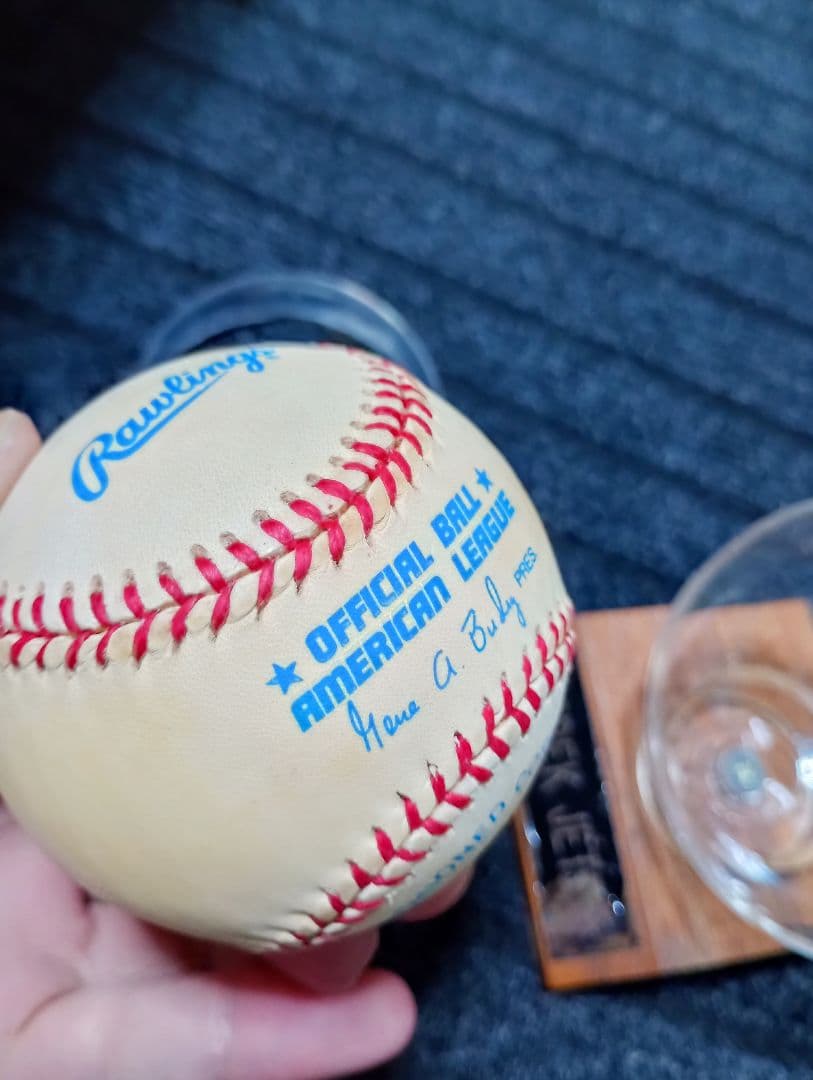 Rawlings
★ OFFICIAL BALL ★
AMERICAN LEAGUE
Gene A. Budig PRES